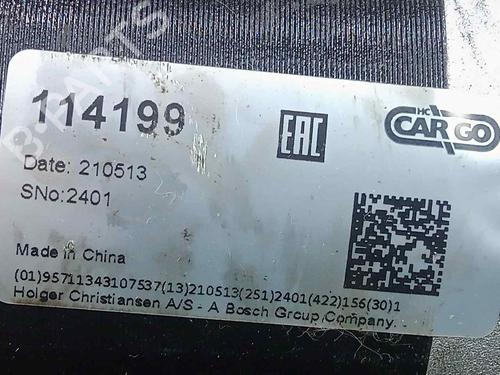 114199
EAC
HC
CARGO
Date: 210513
SNo:2401
Made in China
(01)95711343107537(13)210513(251)2401(422)156(30)1
Holger Christiansen A/S - A Bosch Group Company.
B-PARTS